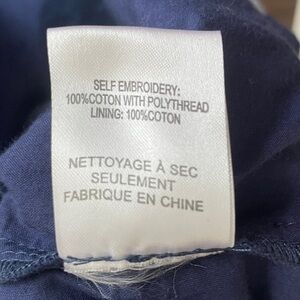 SELF EMBROIDERY:
100%COTON WITH POLYTHREAD
LINING: 100%COTON
NETTOYAGE À SEC
SEULEMENT
FABRIQUE EN CHINE